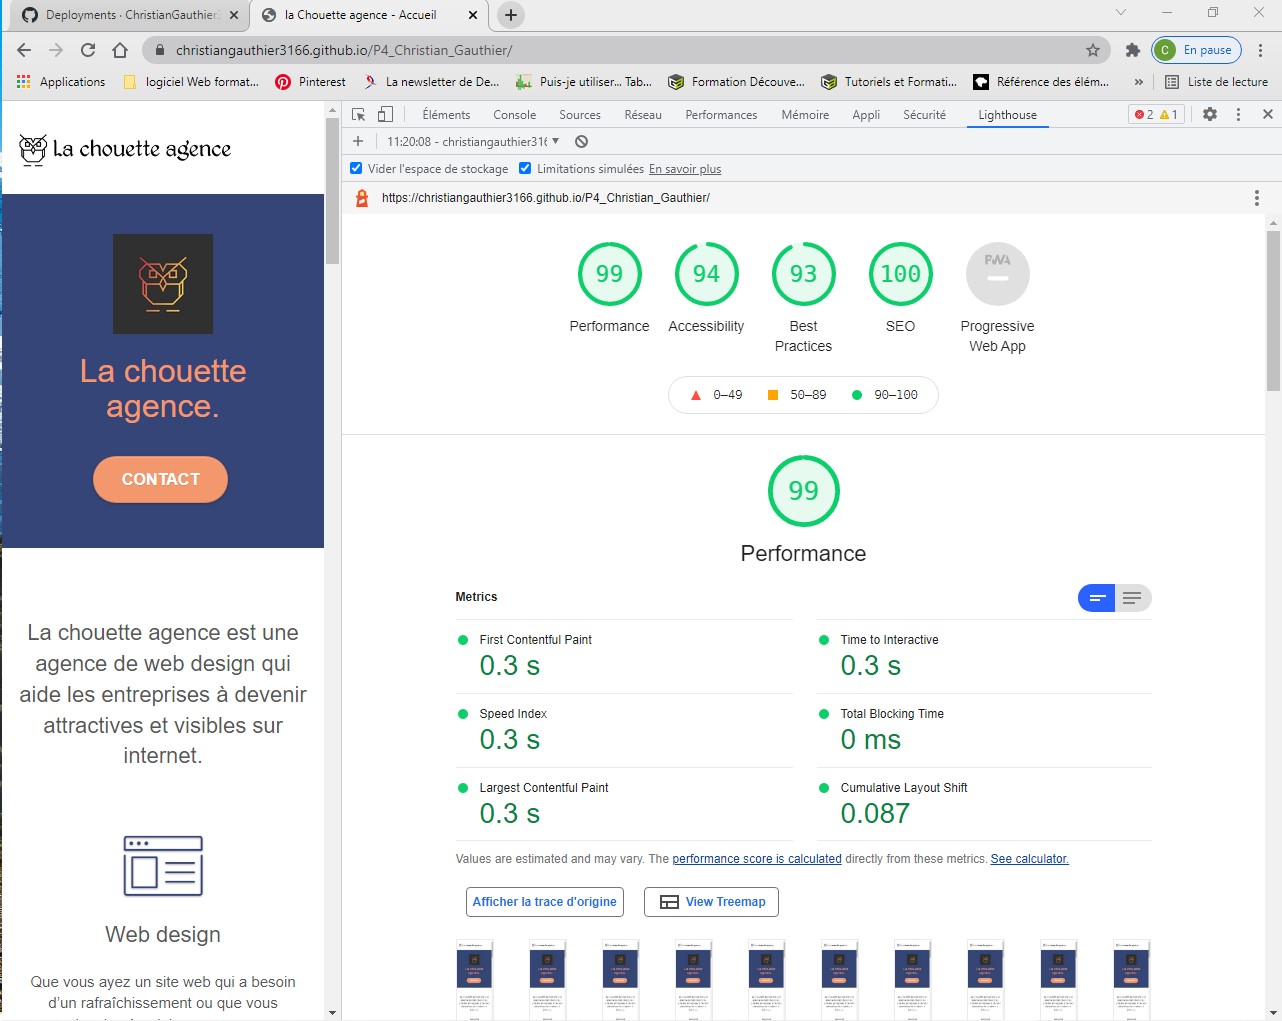 Deployments · ChristianGauthier3
la Chouette agence - Accueil
christiangauthier3166.github.io/P4_Christian_Gauthier/
C En pause
Applications
logiciel Web format...
Pinterest
La newsletter de De...
Puis-je utiliser... Tab...
Formation Découve...
Tutoriels et Formati...
Référence des élém...
»
Liste de lecture
La chouette agence
La chouette
agence.
CONTACT
La chouette agence est une
agence de web design qui
aide les entreprises à devenir
attractives et visibles sur
internet.
Web design
Que vous ayez un site web qui a besoin
d'un rafraîchissement ou que vous
Éléments Console Sources Réseau Performances Mémoire Appli Sécurité Lighthouse
2 1
11:20:08 - christiangauthier316
Vider l'espace de stockage Limitations simulées En savoir plus
https://christiangauthier3166.github.io/P4_Christian_Gauthier/
99 94 93 100 PWA
Performance Accessibility Best SEO Progressive
Practices Web App
0–49 50–89 90–100
99
Performance
Metrics
First Contentful Paint
0.3 s
Time to Interactive
0.3 s
Speed Index
0.3 s
Total Blocking Time
0 ms
Largest Contentful Paint
0.3 s
Cumulative Layout Shift
0.087
Values are estimated and may vary. The performance score is calculated directly from these metrics. See calculator.
Afficher la trace d'origine
View Treemap